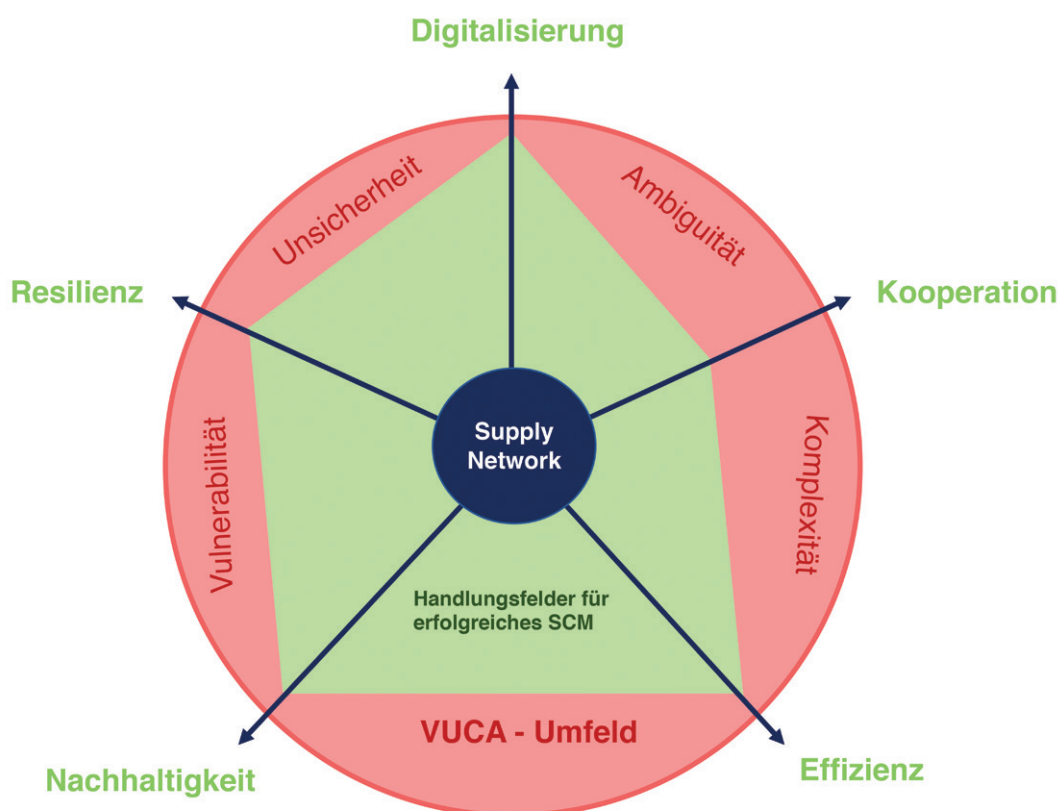 Digitalisierung
Unsicherheit
Ambiguität
Resilienz
Kooperation
Supply
Network
Vulnerabilität
Komplexität
Handlungsfelder für
erfolgreiches SCM
VUCA - Umfeld
Nachhaltigkeit
Effizienz